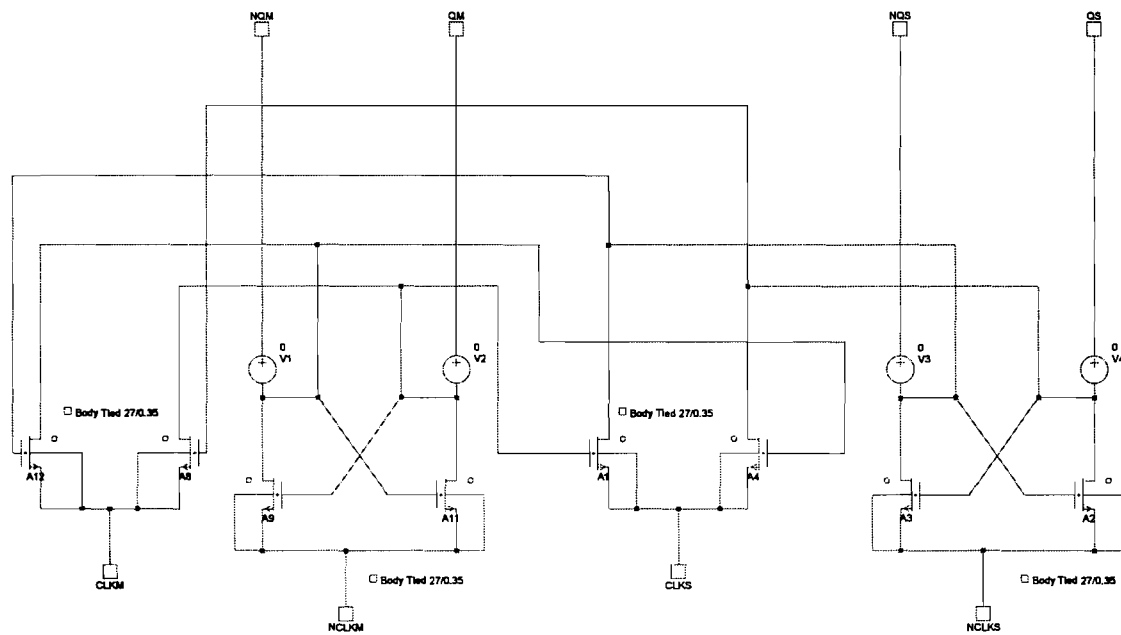 NQM
QM
NQS
QS
0
V1
0
V2
0
V3
0
V4
Body Tied 27/0.35
Body Tied 27/0.35
A12
A8
A1
A4
A9
A11
A3
A2
CLKM
Body Tied 27/0.35
CLKS
Body Tied 27/0.35
NCLKM
NCLKS